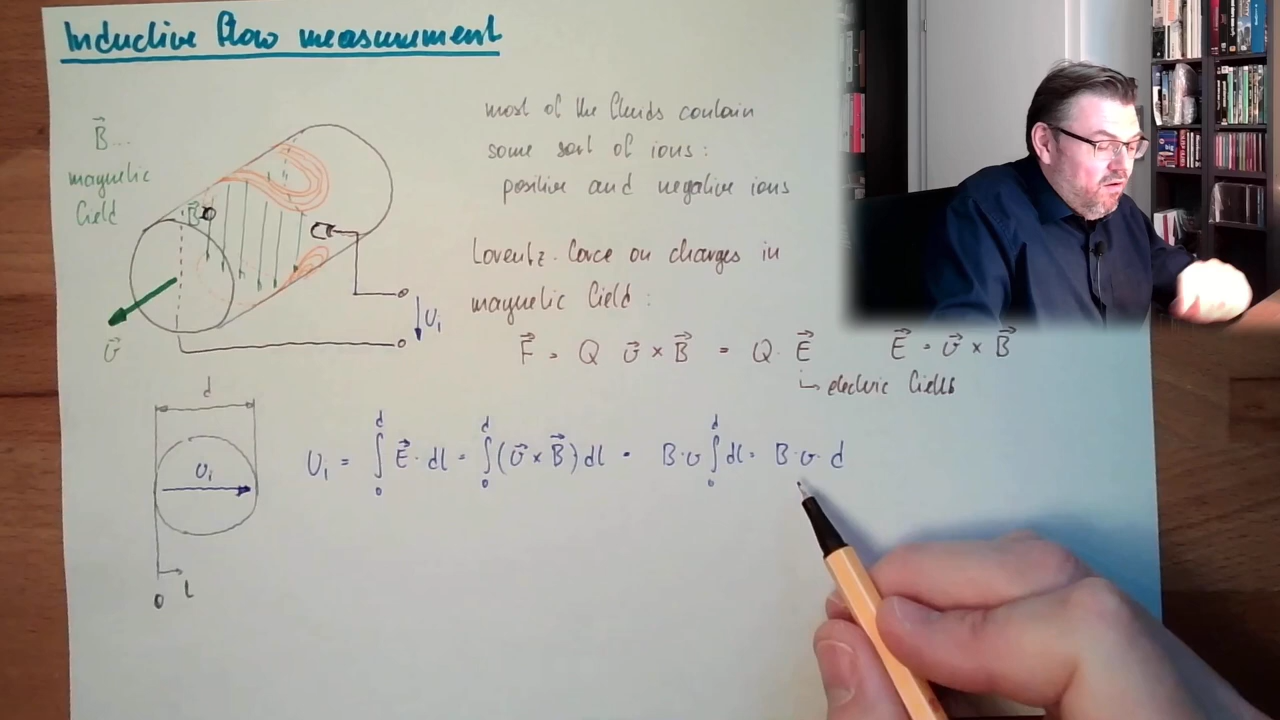 Inductive flow measurement
B⃗ ...
magnetic
field
B⃗
v⃗
U₁
most of the fluids contain
some sort of ions:
positive and negative ions
Lorentz-force on charges in
magnetic field:
F⃗ = Q v⃗ × B⃗ = Q · E⃗   E⃗ = v⃗ × B⃗
↳ electric fields
d
U₁
0 l
U₁ = ∫₀ᵈ E⃗ · dl = ∫₀ᵈ (v⃗ × B⃗) dl = B·v ∫₀ᵈ dl = B·v·d